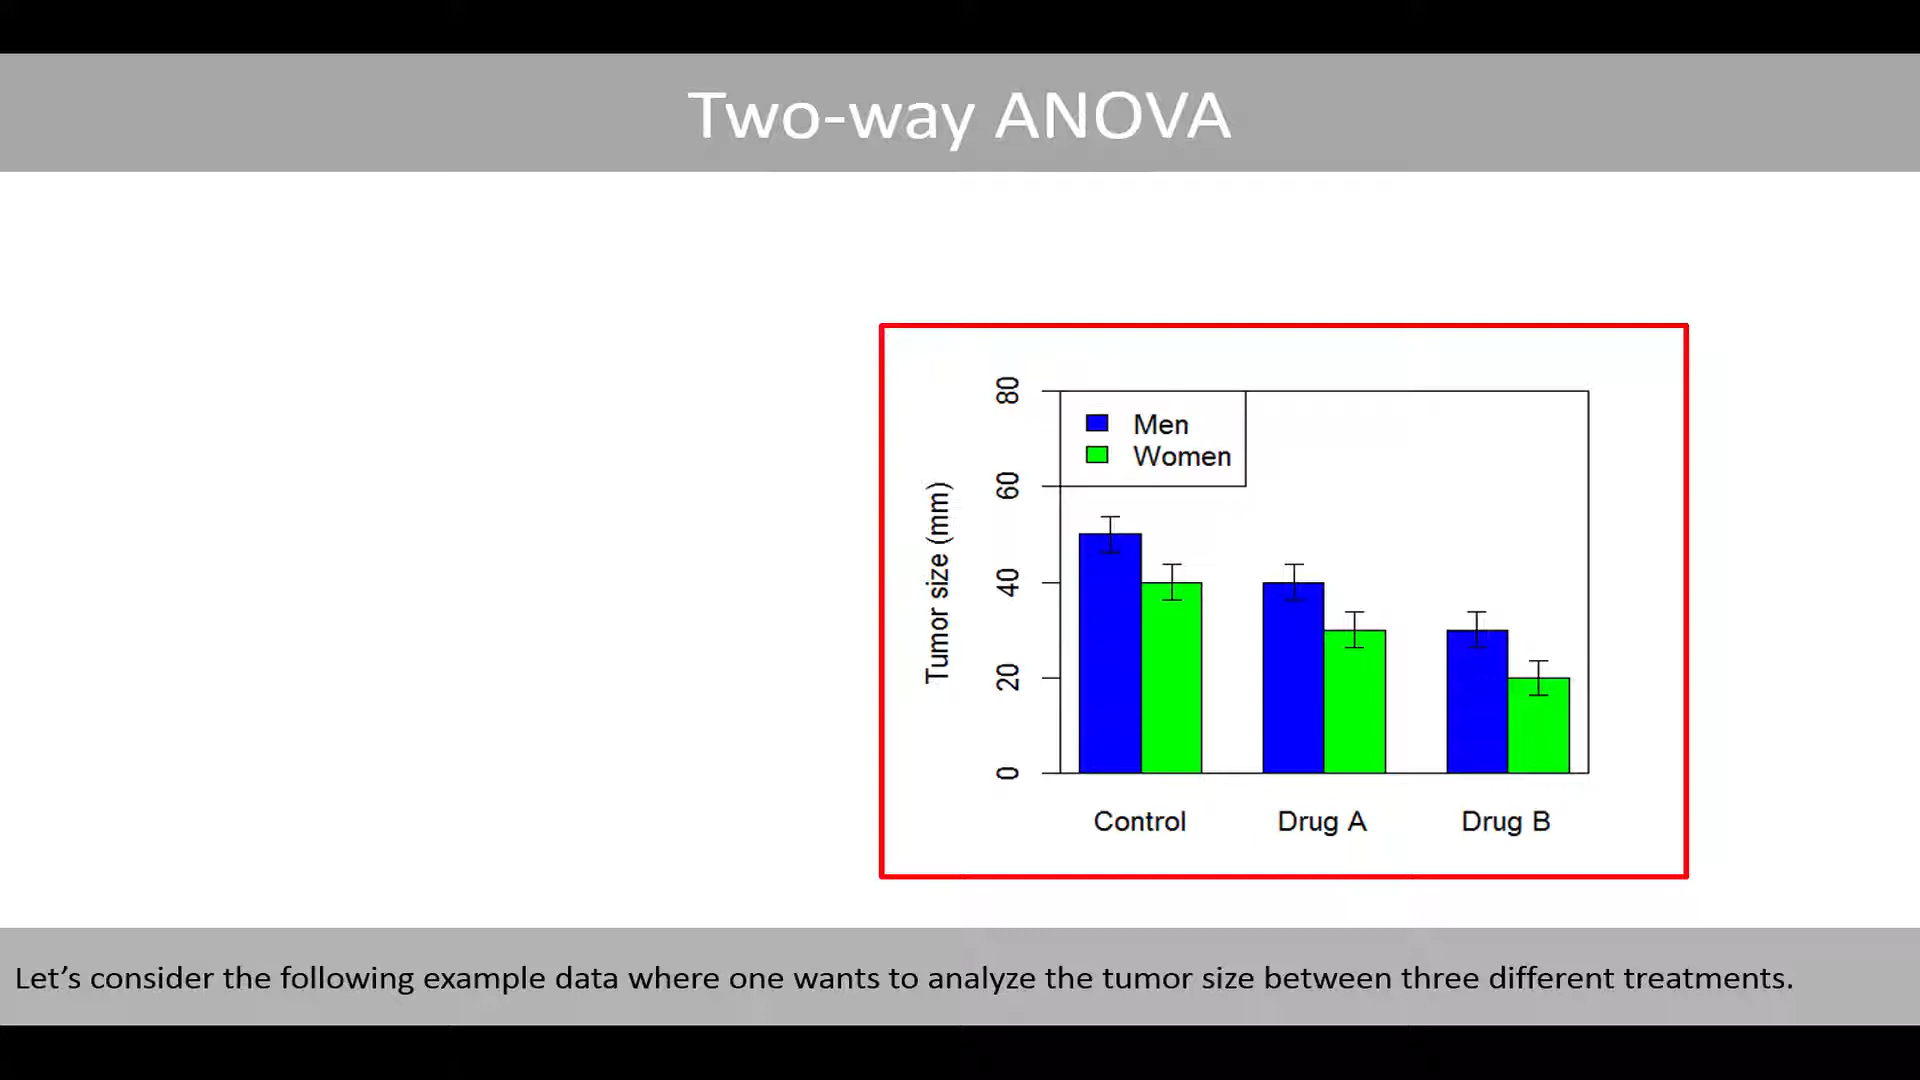 Two-way ANOVA
80
60
40
20
0
Tumor size (mm)
Men
Women
Control
Drug A
Drug B
Let’s consider the following example data where one wants to analyze the tumor size between three different treatments.